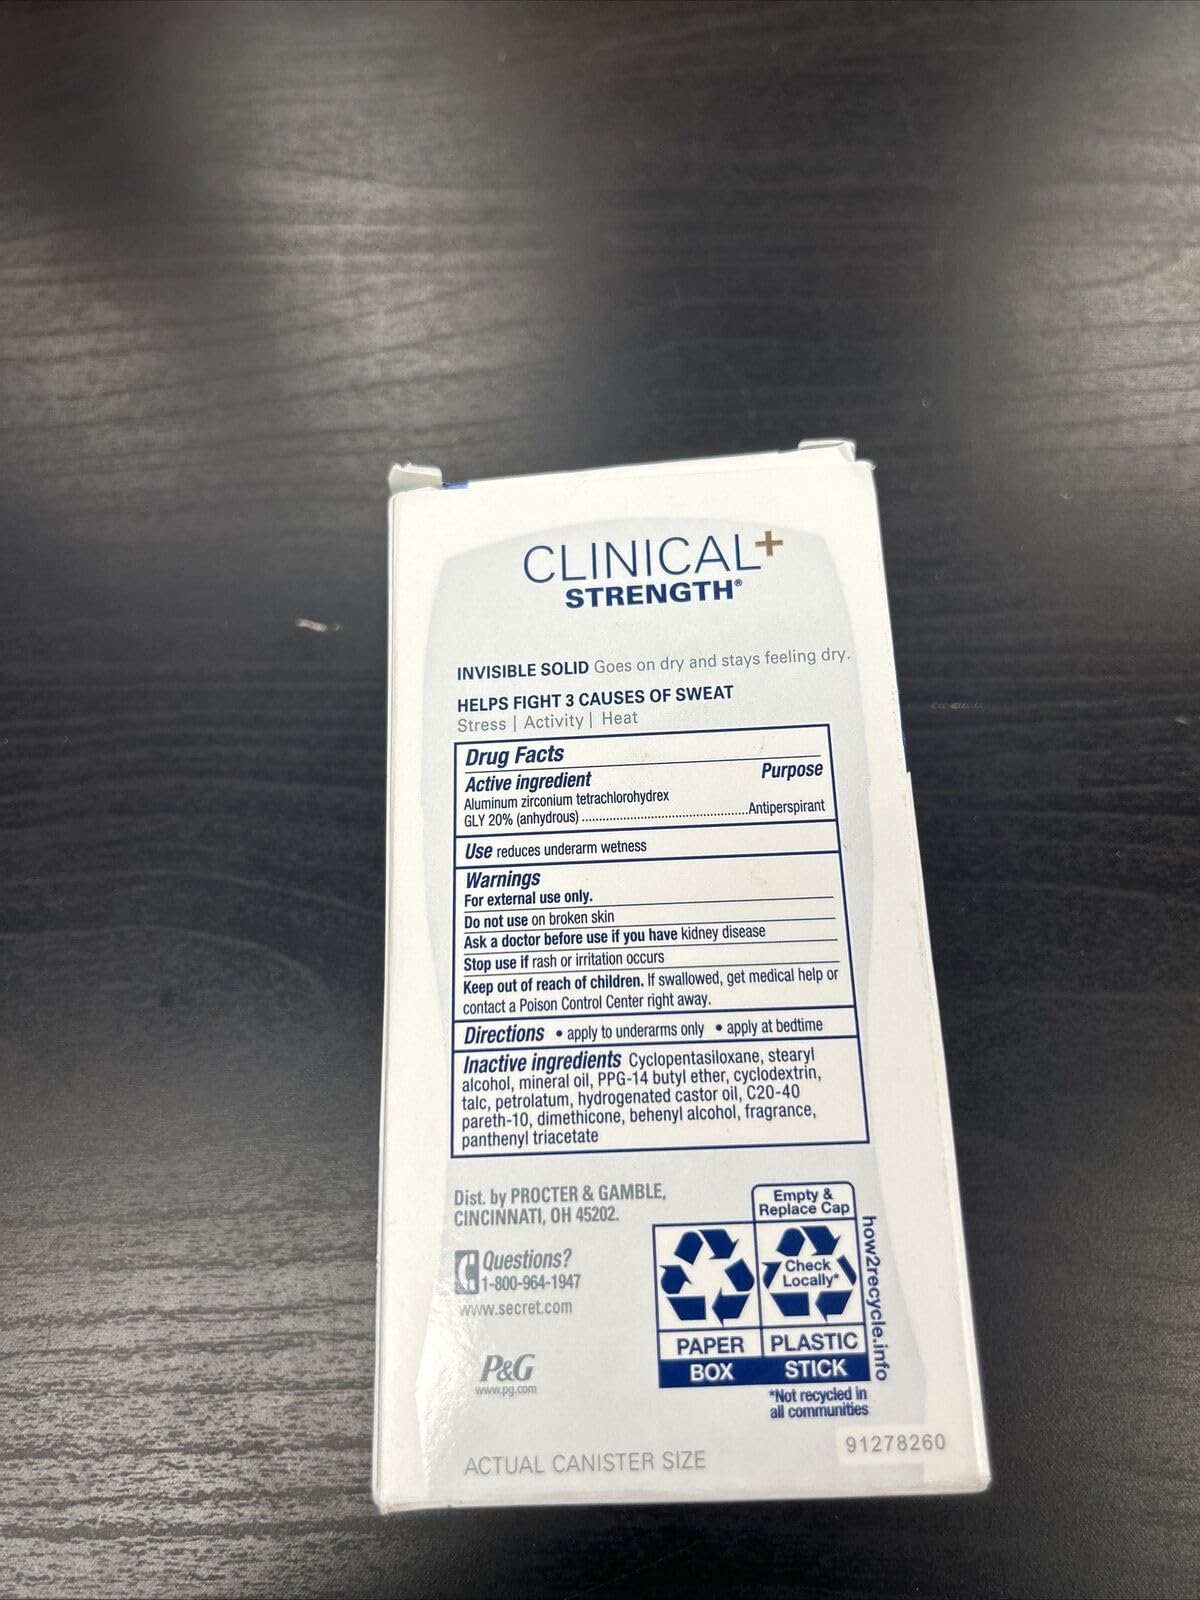 CLINICAL+
STRENGTH®
INVISIBLE SOLID Goes on dry and stays feeling dry.
HELPS FIGHT 3 CAUSES OF SWEAT
Stress | Activity | Heat
Drug Facts
Active ingredient Purpose
Aluminum zirconium tetrachlorohydrex
GLY 20% (anhydrous) ................................................Antiperspirant
Use reduces underarm wetness
Warnings
For external use only.
Do not use on broken skin
Ask a doctor before use if you have kidney disease
Stop use if rash or irritation occurs
Keep out of reach of children. If swallowed, get medical help or
contact a Poison Control Center right away.
Directions • apply to underarms only • apply at bedtime
Inactive ingredients Cyclopentasiloxane, stearyl
alcohol, mineral oil, PPG-14 butyl ether, cyclodextrin,
talc, petrolatum, hydrogenated castor oil, C20-40
pareth-10, dimethicone, behenyl alcohol, fragrance,
panthenyl triacetate
Dist. by PROCTER & GAMBLE,
CINCINNATI, OH 45202.
Questions?
1-800-964-1947
www.secret.com
P&G
www.pg.com
Empy &
Replace Cap
Check
Locally*
PAPER
BOX
PLASTIC
STICK
how2recycle.info
*Not recycled in
all communities
91278260
ACTUAL CANISTER SIZE